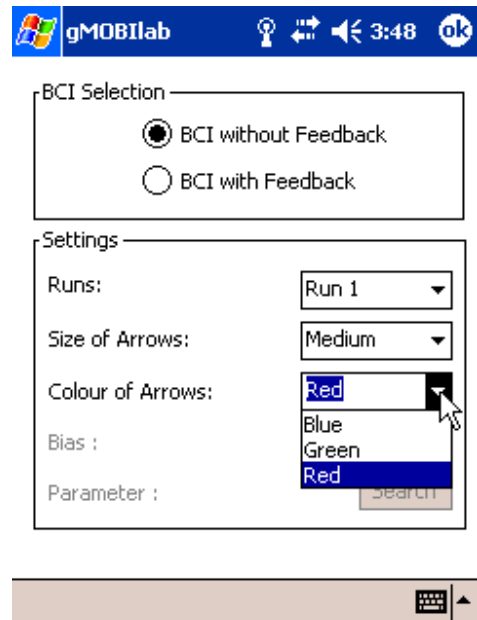 gMOBIlab 3:48 ok
BCI Selection
BCI without Feedback
BCI with Feedback
Settings
Runs: Run 1
Size of Arrows: Medium
Colour of Arrows: Red
Blue
Bias :
Green
Red
Parameter : Search